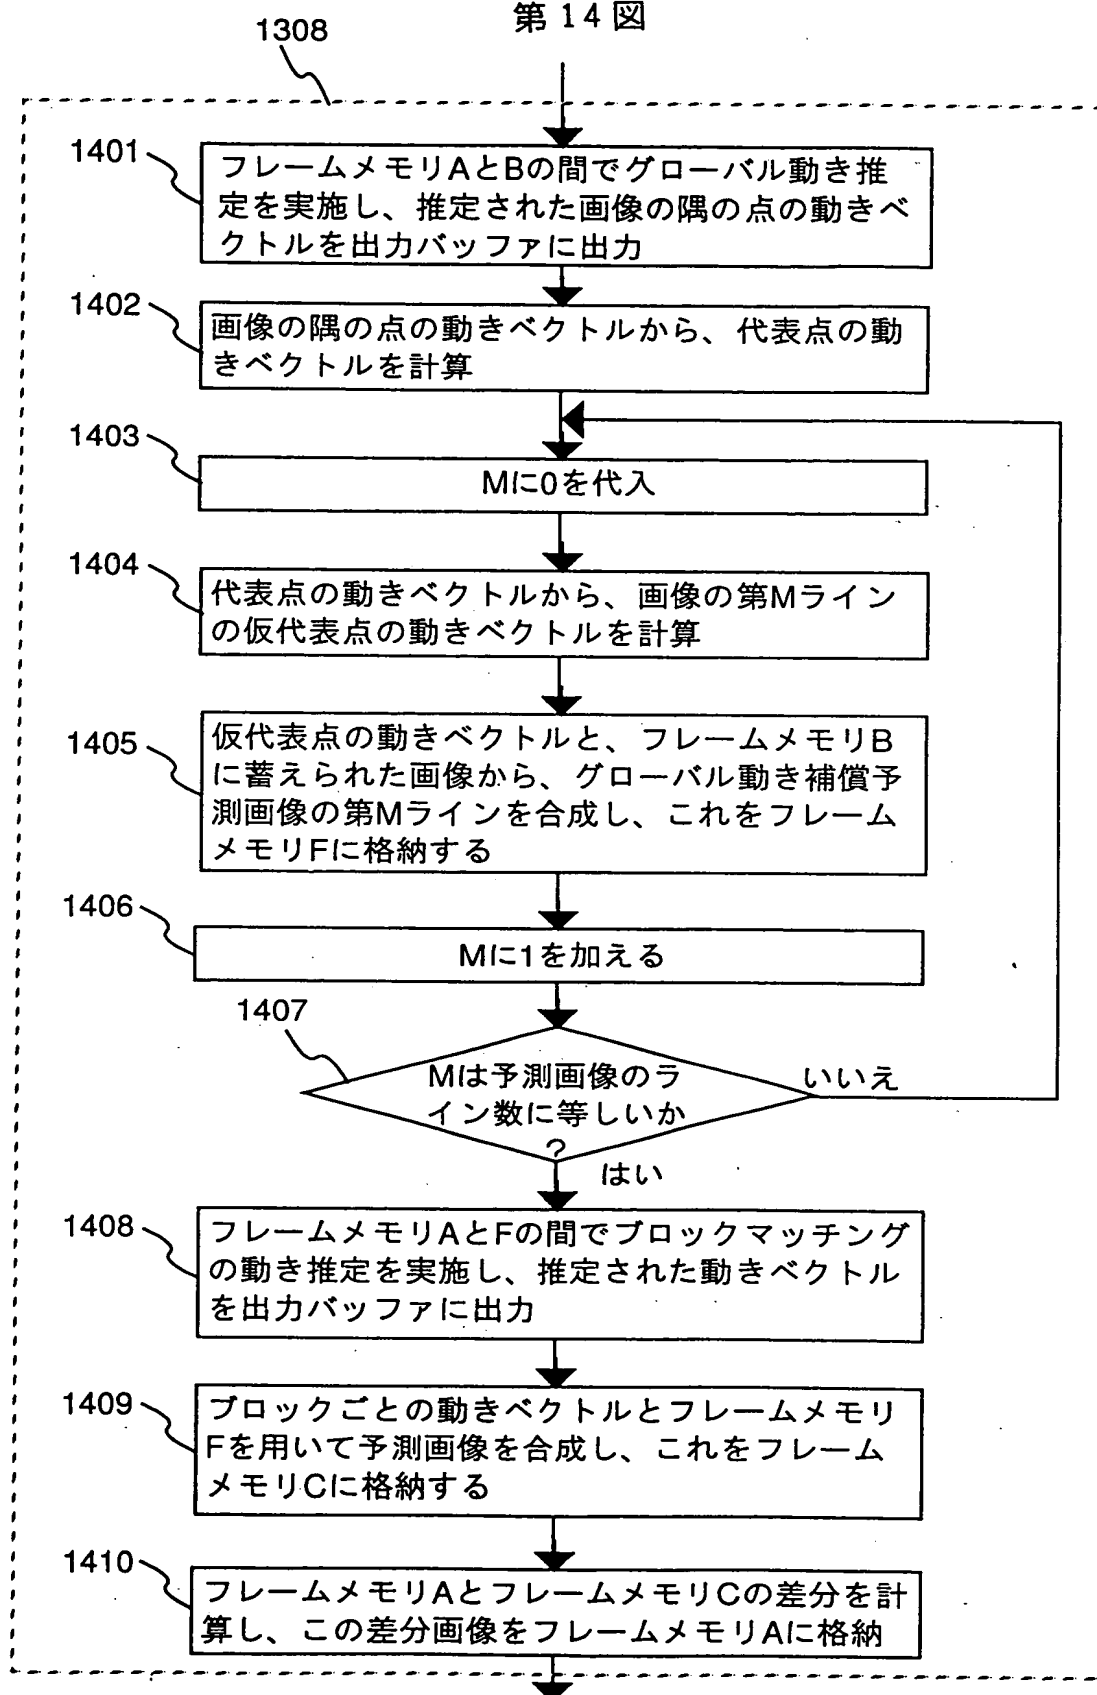 第14図
1308
1401
フレームメモリAとBの間でグローバル動き推
定を実施し、推定された画像の隅の点の動きベ
クトルを出力バッファに出力
1402
画像の隅の点の動きベクトルから、代表点の動
きベクトルを計算
1403
Mに0を代入
1404
代表点の動きベクトルから、画像の第Mライン
の仮代表点の動きベクトルを計算
1405
仮代表点の動きベクトルと、フレームメモリB
に蓄えられた画像から、グローバル動き補償予
測画像の第Mラインを合成し、これをフレーム
メモリFに格納する
1406
Mに1を加える
1407
Mは予測画像のラ
イン数に等しいか
?
いいえ
はい
1408
フレームメモリAとFの間でブロックマッチング
の動き推定を実施し、推定された動きベクトル
を出力バッファに出力
1409
ブロックごとの動きベクトルとフレームメモリ
Fを用いて予測画像を合成し、これをフレーム
メモリCに格納する
1410
フレームメモリAとフレームメモリCの差分を計
算し、この差分画像をフレームメモリAに格納